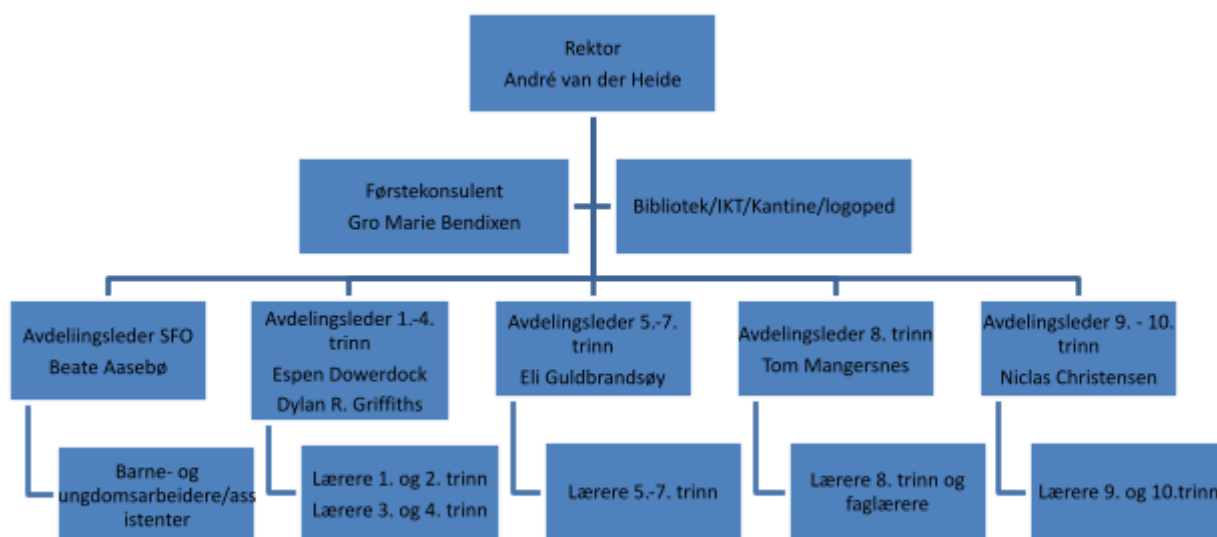 Rektor
André van der Heide
Førstekonsulent
Gro Marie Bendixen
Bibliotek/IKT/Kantine/logoped
Avdeliingsleder SFO
Beate Aasebø
Avdelingsleder 1.-4.
trinn
Espen Dowerdock
Dylan R. Griffiths
Avdelingsleder 5.-7.
trinn
Eli Guldbrandsøy
Avdelingsleder 8. trinn
Tom Mangersnes
Avdelingsleder 9. - 10.
trinn
Niclas Christensen
Barne- og
ungdomsarbeidere/ass
istenter
Lærere 1. og 2. trinn
Lærere 3. og 4. trinn
Lærere 5.-7. trinn
Lærere 8. trinn og
faglærere
Lærere 9. og 10.trinn